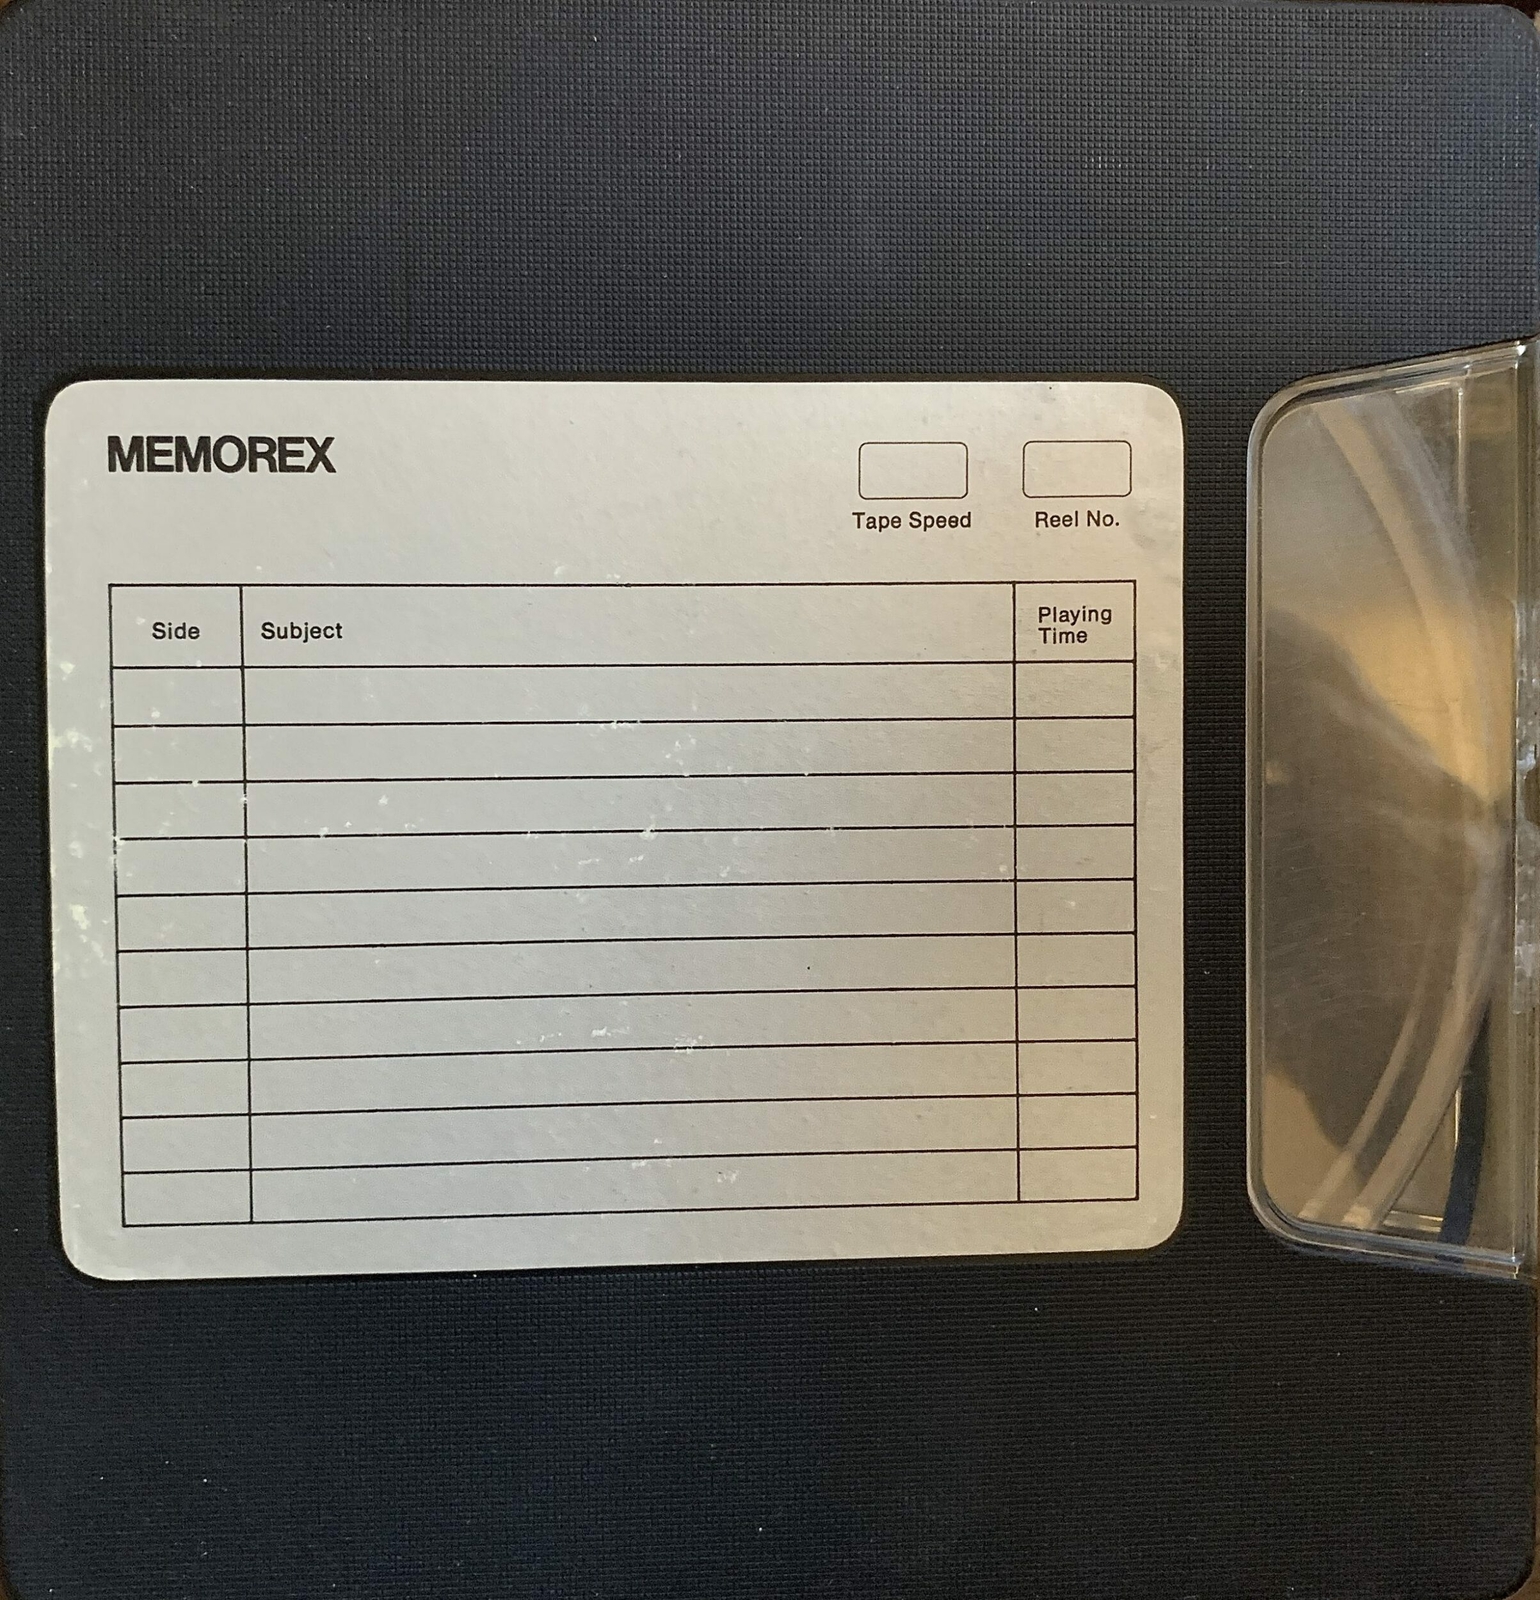 MEMOREX
Tape Speed Reel No.
Side Subject Playing
Time